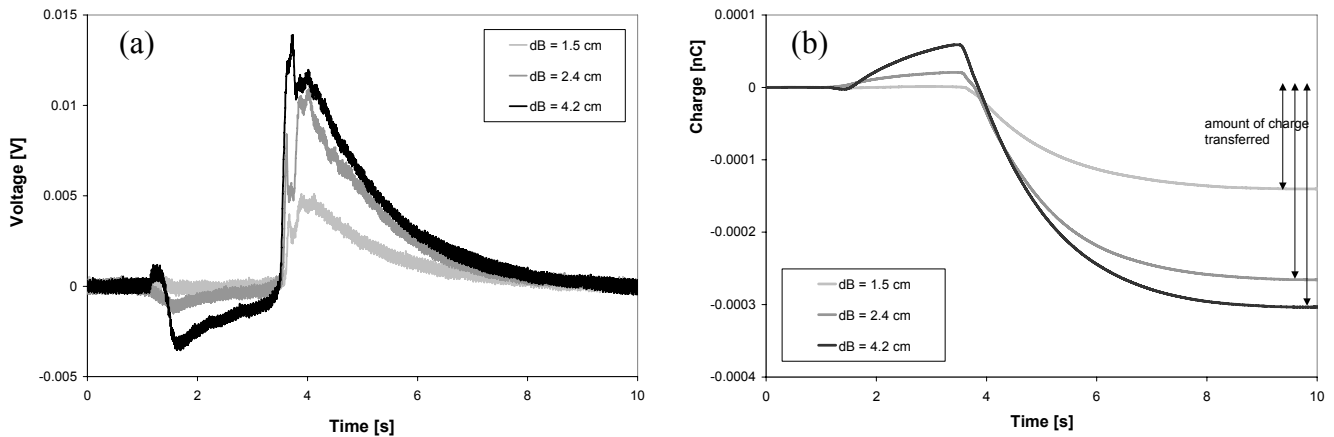 (a)
0.015
0.01
0.005
0
-0.005
Voltage [V]
dB = 1.5 cm
dB = 2.4 cm
dB = 4.2 cm
0 2 4 6 8 10
Time [s]
(b)
0.0001
0
-0.0001
-0.0002
-0.0003
-0.0004
Charge [nC]
amount of charge
transferred
dB = 1.5 cm
dB = 2.4 cm
dB = 4.2 cm
0 2 4 6 8 10
Time [s]